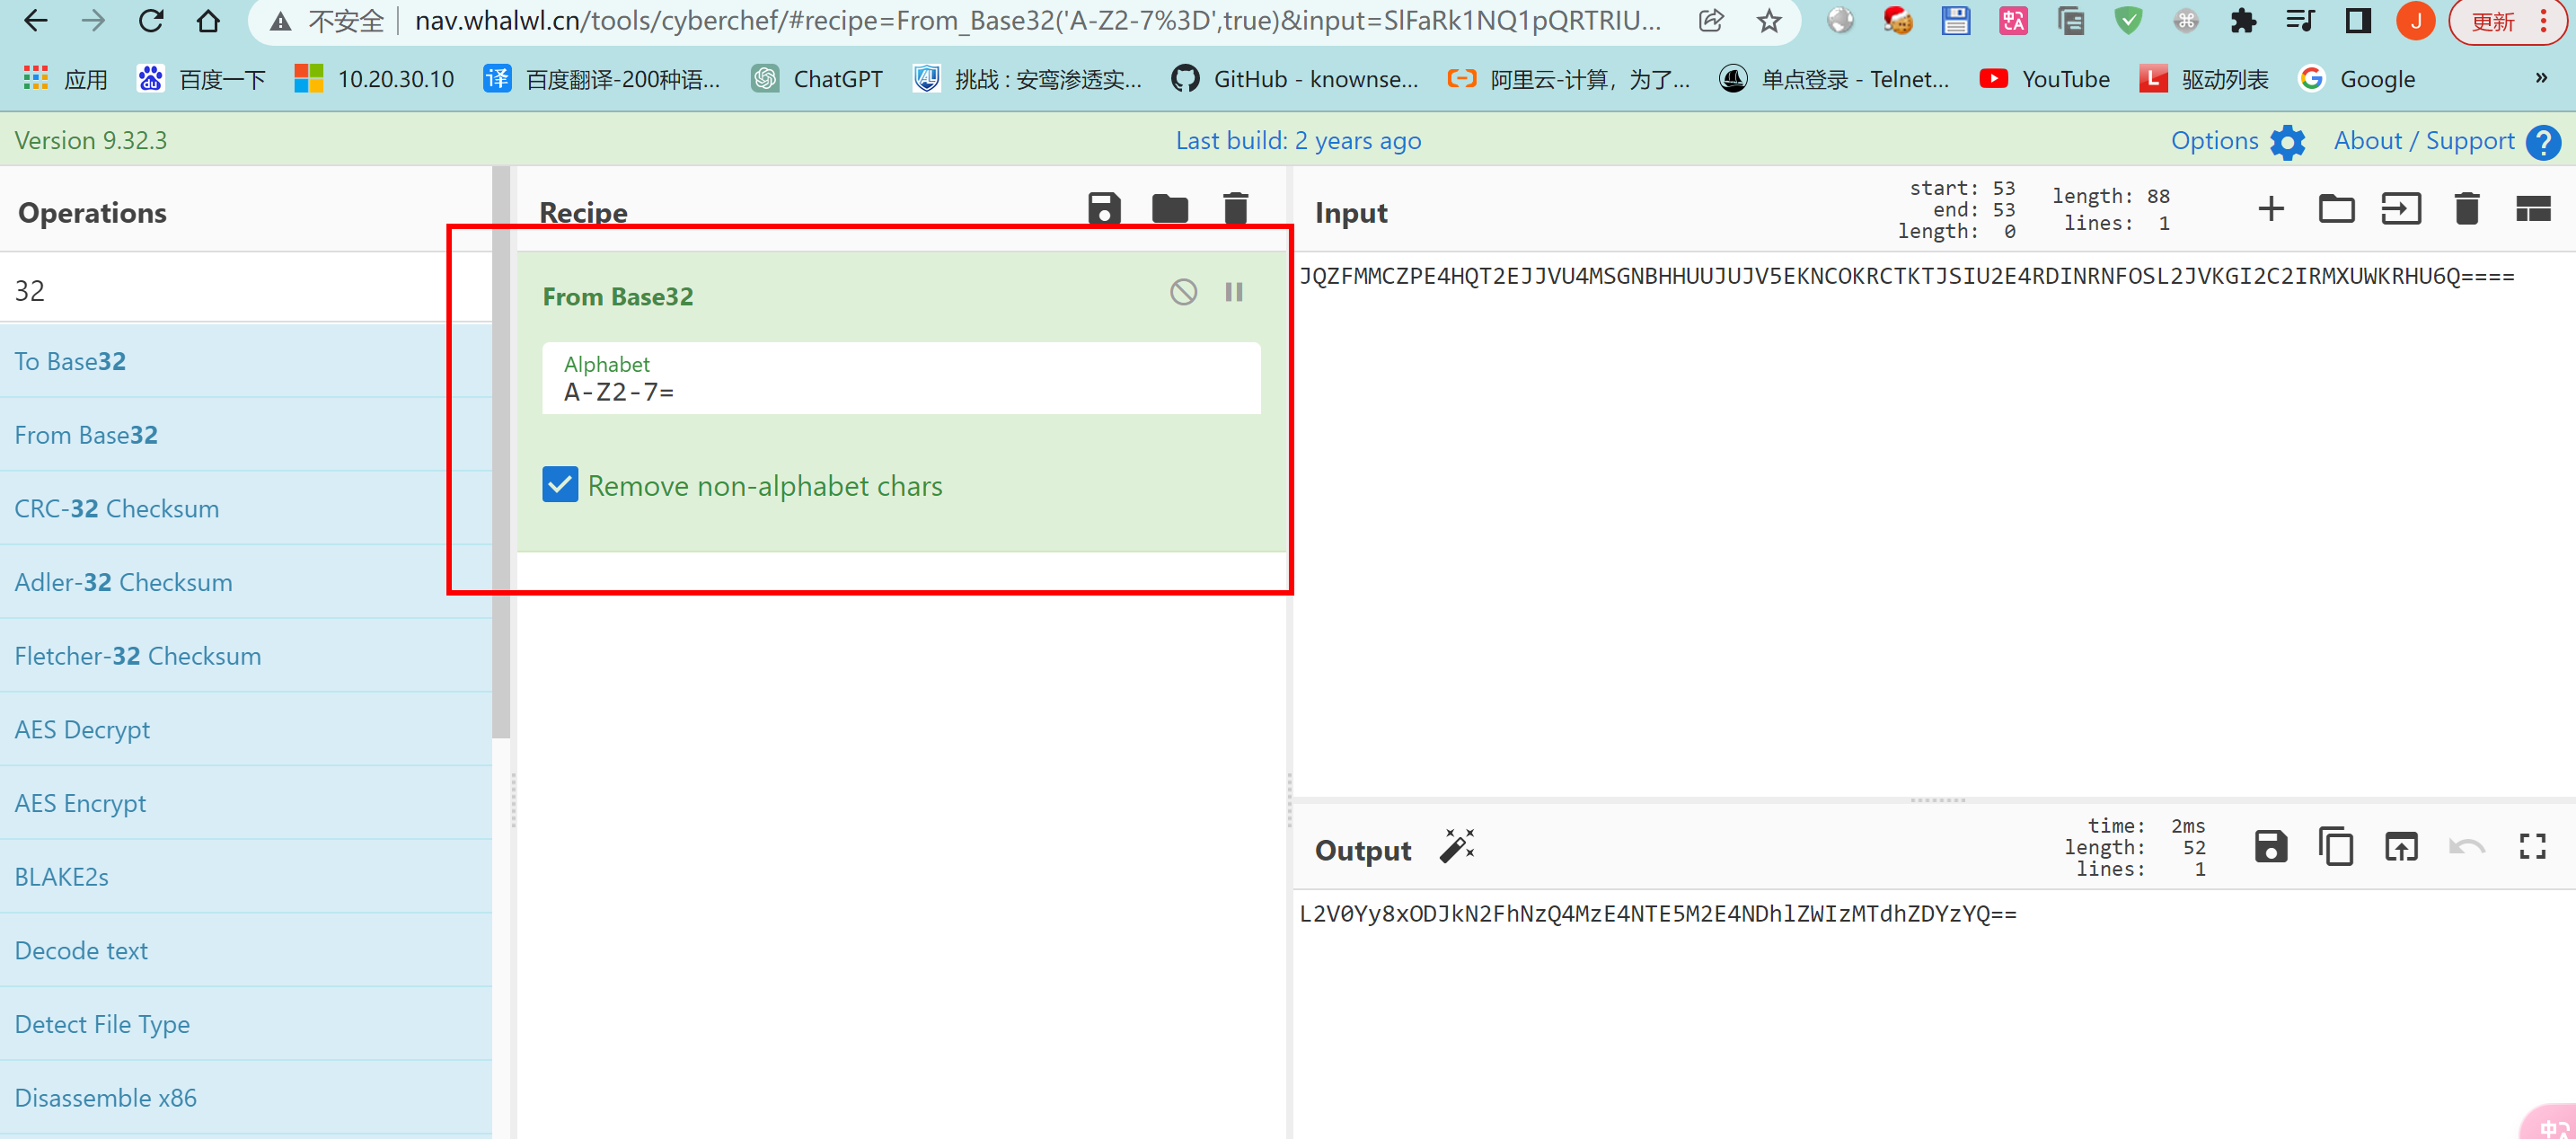 不安全 nav.whalwl.cn/tools/cyberchef/#recipe=From_Base32('A-Z2-7%3D',true)&input=SlFaRk1NQ1pQRTRIU... J 更新
应用 百度一下 10.20.30.10 百度翻译-200种语... ChatGPT 挑战 : 安鸾渗透实... GitHub - knownse... 阿里云-计算，为了... 单点登录 - Telnet... YouTube 驱动列表 Google »
Version 9.32.3 Last build: 2 years ago Options About / Support ?
Operations
32
To Base32
From Base32
CRC-32 Checksum
Adler-32 Checksum
Fletcher-32 Checksum
AES Decrypt
AES Encrypt
BLAKE2s
Decode text
Detect File Type
Disassemble x86
Recipe
From Base32
Alphabet
A-Z2-7=
Remove non-alphabet chars
Input
start: 53
end: 53
length: 0
length: 88
lines: 1
JQZFMMCZPE4HQT2EJJVU4MSGNBHHUUJUJV5EKNCOKRCTKTJSIU2E4RDINRNFOSL2JVKGI2C2IRMXUWKRHU6Q====
Output
time: 2ms
length: 52
lines: 1
L2V0Yy8xODJkN2FhNzQ4MzE4NTE5M2E4NDhlZWIzMTdhZDYzYQ==